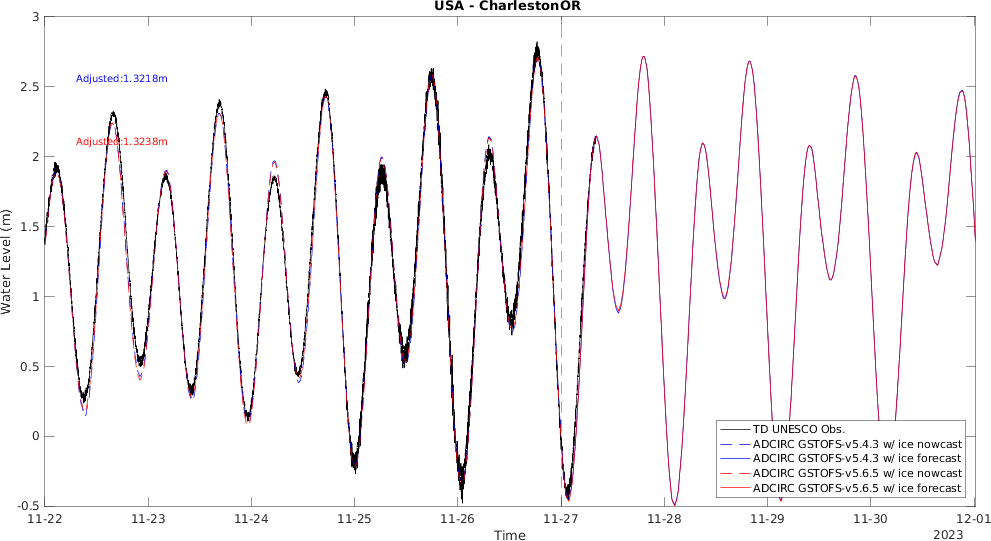 USA - CharlestonOR
3
2.5
2
1.5
1
0.5
0
-0.5
Water Level (m)
Adjusted:1.3218m
Adjusted:1.3238m
TD UNESCO Obs.
ADCIRC GSTOFS-v5.4.3 w/ ice nowcast
ADCIRC GSTOFS-v5.4.3 w/ ice forecast
ADCIRC GSTOFS-v5.6.5 w/ ice nowcast
ADCIRC GSTOFS-v5.6.5 w/ ice forecast
11-22 11-23 11-24 11-25 11-26 11-27 11-28 11-29 11-30 12-01
Time
2023